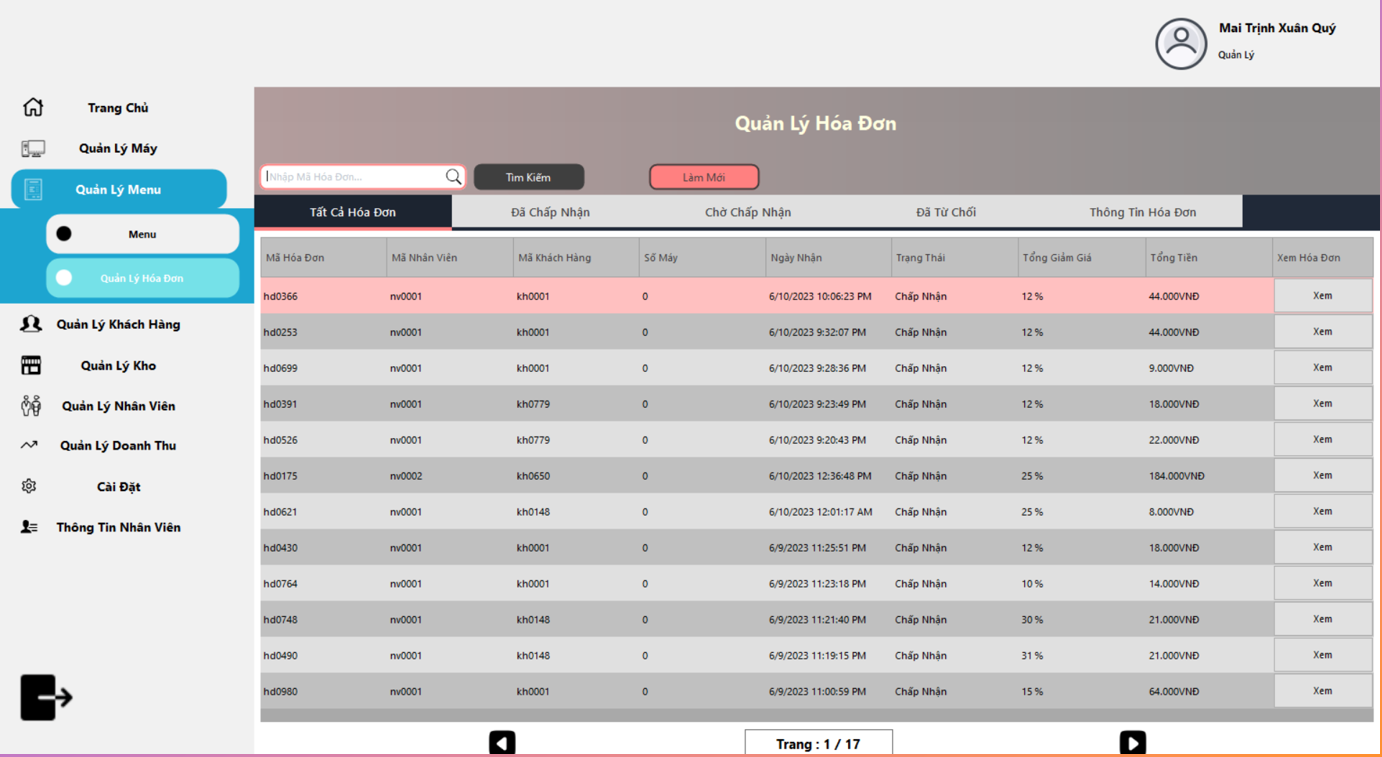 Mai Trịnh Xuân Quý
Quản Lý
Trang Chủ
Quản Lý Máy
Quản Lý Menu
Menu
Quản Lý Hóa Đơn
Quản Lý Khách Hàng
Quản Lý Kho
Quản Lý Nhân Viên
Quản Lý Doanh Thu
Cài Đặt
Thông Tin Nhân Viên
Quản Lý Hóa Đơn
Nhập Mã Hóa Đơn... Tìm Kiếm Làm Mới
Tất Cả Hóa Đơn Đã Chấp Nhận Chờ Chấp Nhận Đã Từ Chối Thông Tin Hóa Đơn
Mã Hóa Đơn Mã Nhân Viên Mã Khách Hàng Số Máy Ngày Nhận Trạng Thái Tổng Giảm Giá Tổng Tiền Xem Hóa Đơn
hd0366 nv0001 kh0001 0 6/10/2023 10:06:23 PM Chấp Nhận 12 % 44.000VNĐ Xem
hd0253 nv0001 kh0001 0 6/10/2023 9:32:07 PM Chấp Nhận 12 % 44.000VNĐ Xem
hd0699 nv0001 kh0001 0 6/10/2023 9:28:36 PM Chấp Nhận 12 % 9.000VNĐ Xem
hd0391 nv0001 kh0779 0 6/10/2023 9:23:49 PM Chấp Nhận 12 % 18.000VNĐ Xem
hd0526 nv0001 kh0779 0 6/10/2023 9:20:43 PM Chấp Nhận 12 % 22.000VNĐ Xem
hd0175 nv0002 kh0650 0 6/10/2023 12:36:48 PM Chấp Nhận 25 % 184.000VNĐ Xem
hd0621 nv0001 kh0148 0 6/10/2023 12:01:17 AM Chấp Nhận 25 % 8.000VNĐ Xem
hd0430 nv0001 kh0001 0 6/9/2023 11:25:51 PM Chấp Nhận 12 % 18.000VNĐ Xem
hd0764 nv0001 kh0001 0 6/9/2023 11:23:18 PM Chấp Nhận 10 % 14.000VNĐ Xem
hd0748 nv0001 kh0148 0 6/9/2023 11:21:40 PM Chấp Nhận 30 % 21.000VNĐ Xem
hd0490 nv0001 kh0148 0 6/9/2023 11:19:15 PM Chấp Nhận 31 % 21.000VNĐ Xem
hd0980 nv0001 kh0001 0 6/9/2023 11:00:59 PM Chấp Nhận 15 % 64.000VNĐ Xem
Trang : 1 / 17